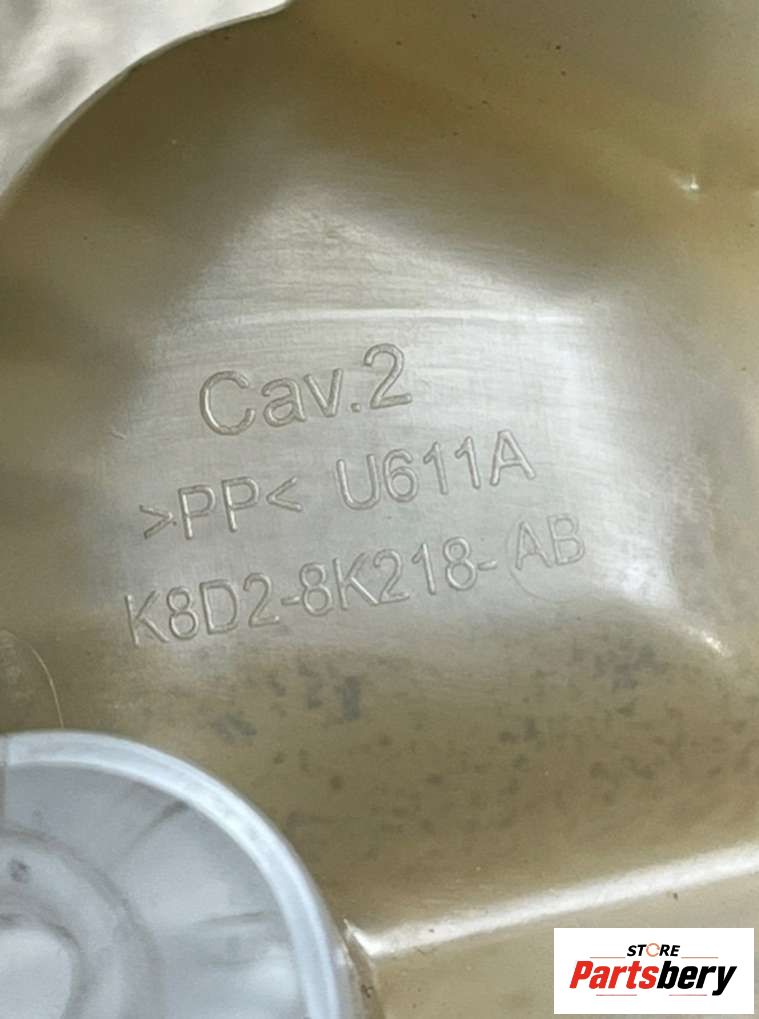 Cav.2
>PP< U611A
K8D2-8K218-AB
STORE
Partsbery